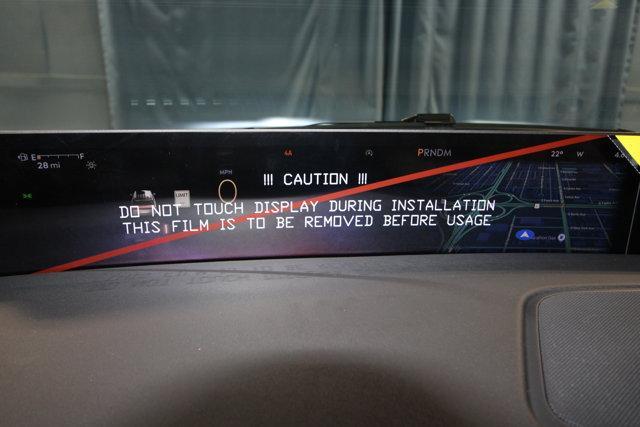 E F
28 mi
4A
PRNDM
22° W
MPH
!!! CAUTION !!!
LIMIT
DO NOT TOUCH DISPLAY DURING INSTALLATION
THIS FILM IS TO BE REMOVED BEFORE USAGE